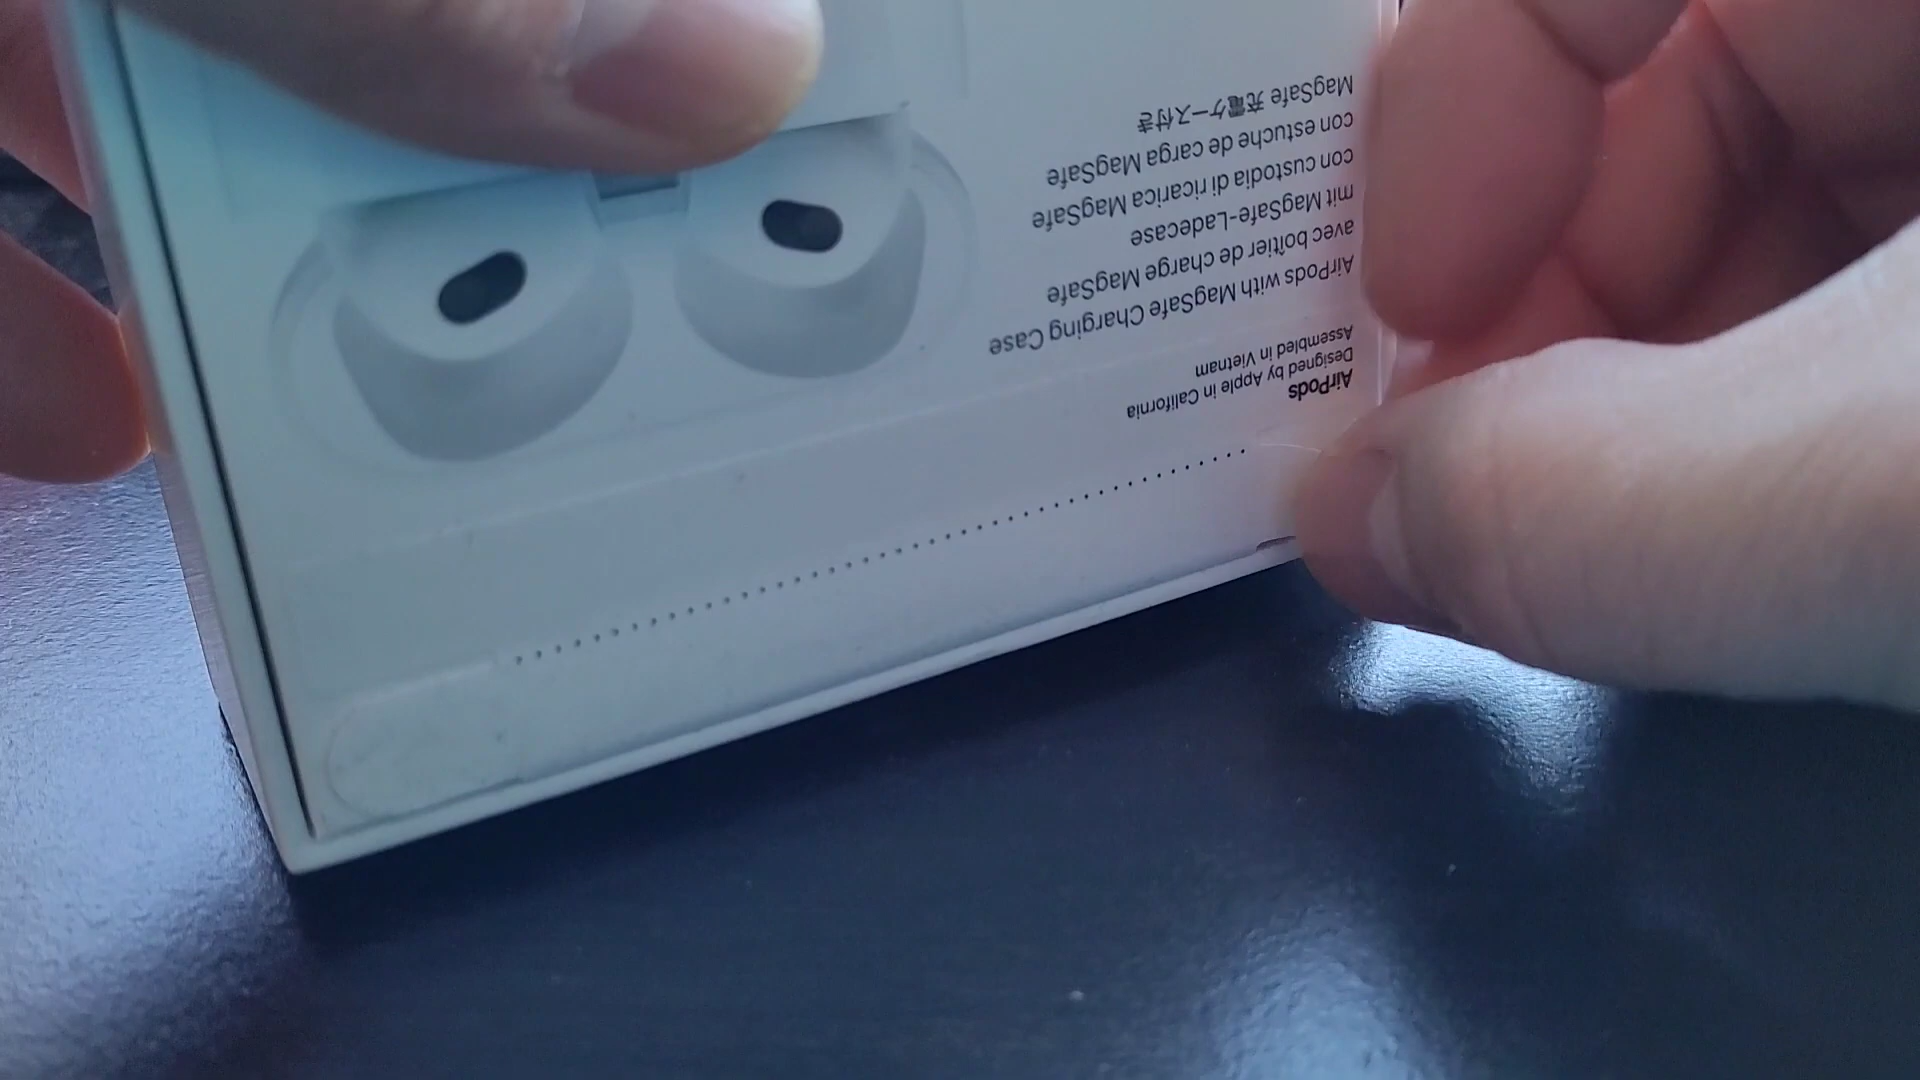 AirPods
Designed by Apple in California
Assembled in Vietnam
AirPods with MagSafe Charging Case
avec boîtier de charge MagSafe
mit MagSafe-Ladecase
con custodia di ricarica MagSafe
con estuche de carga MagSafe
MagSafe 充電ケース付き